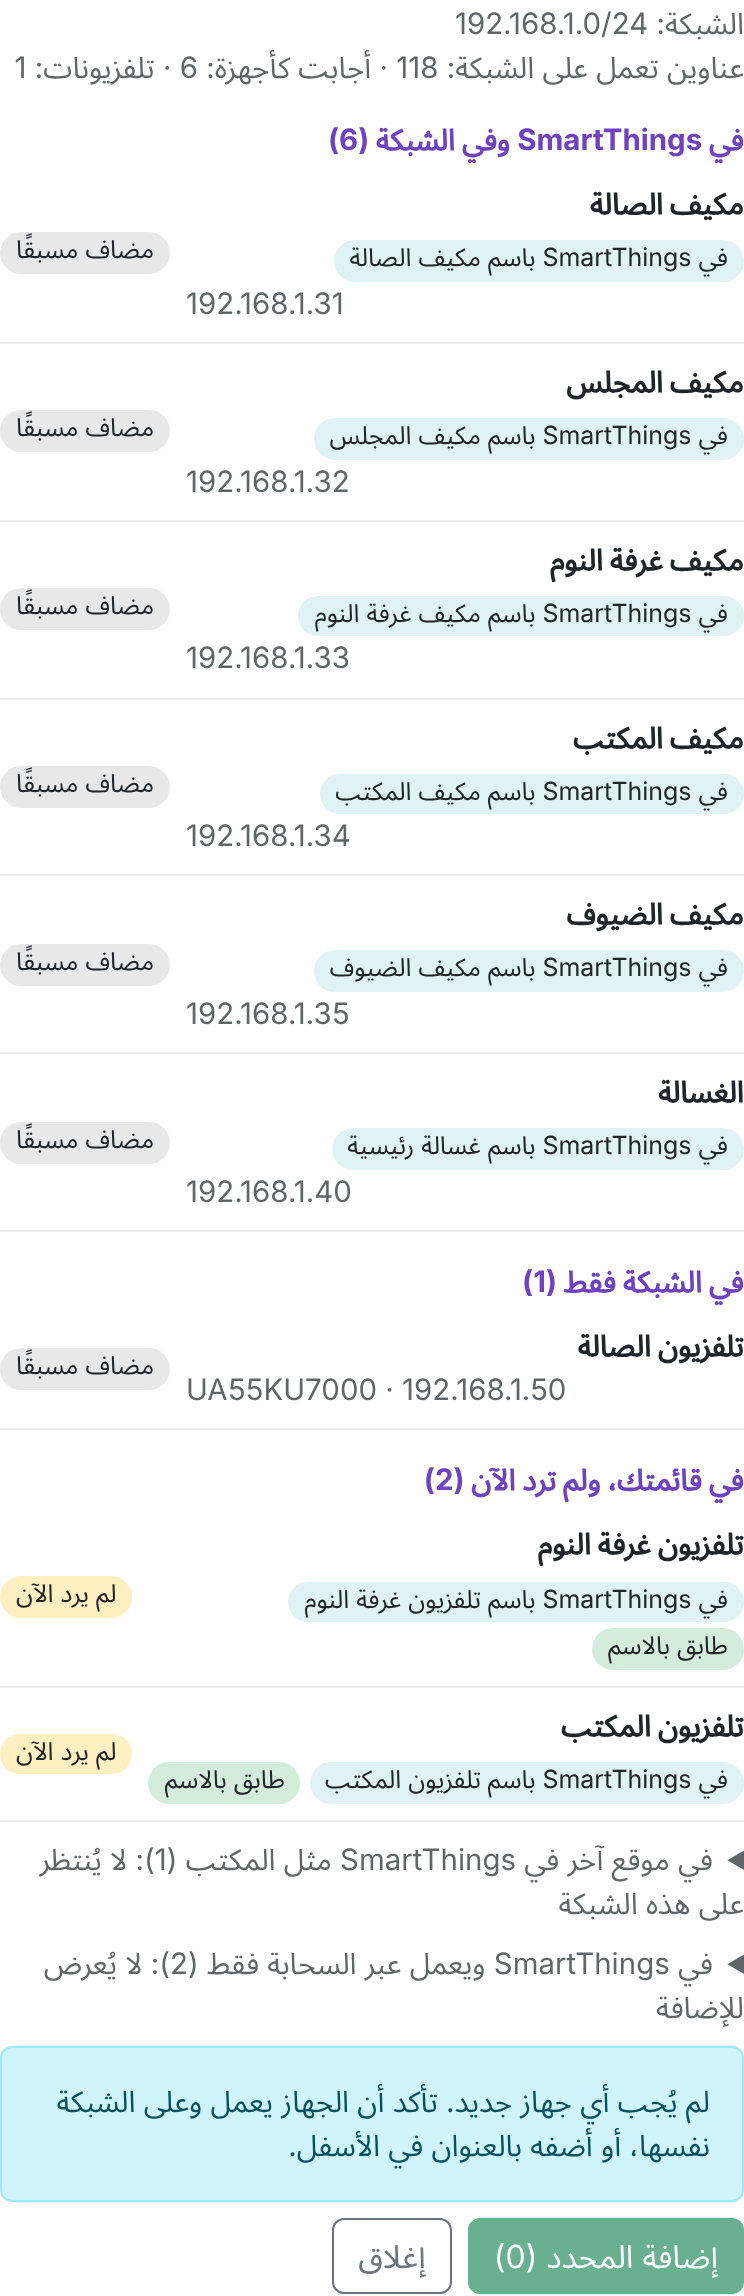 الشبكة: 192.168.1.0/24
عناوين تعمل على الشبكة: 118 · أجابت كأجهزة: 6 · تلفزيونات: 1
في SmartThings وفي الشبكة (6)
مكيف الصالة
في SmartThings باسم مكيف الصالة
مضاف مسبقًا
192.168.1.31
مكيف المجلس
في SmartThings باسم مكيف المجلس
مضاف مسبقًا
192.168.1.32
مكيف غرفة النوم
في SmartThings باسم مكيف غرفة النوم
مضاف مسبقًا
192.168.1.33
مكيف المكتب
في SmartThings باسم مكيف المكتب
مضاف مسبقًا
192.168.1.34
مكيف الضيوف
في SmartThings باسم مكيف الضيوف
مضاف مسبقًا
192.168.1.35
الغسالة
في SmartThings باسم غسالة رئيسية
مضاف مسبقًا
192.168.1.40
في الشبكة فقط (1)
تلفزيون الصالة
مضاف مسبقًا
UA55KU7000 · 192.168.1.50
في قائمتك، ولم ترد الآن (2)
تلفزيون غرفة النوم
في SmartThings باسم تلفزيون غرفة النوم
لم يرد الآن
طابق بالاسم
تلفزيون المكتب
في SmartThings باسم تلفزيون المكتب
طابق بالاسم
لم يرد الآن
◀ في موقع آخر في SmartThings مثل المكتب (1): لا يُنتظر
على هذه الشبكة
◀ في SmartThings ويعمل عبر السحابة فقط (2): لا يُعرض
للإضافة
لم يُجب أي جهاز جديد. تأكد أن الجهاز يعمل وعلى الشبكة
نفسها، أو أضفه بالعنوان في الأسفل.
إضافة المحدد (0)
إغلاق